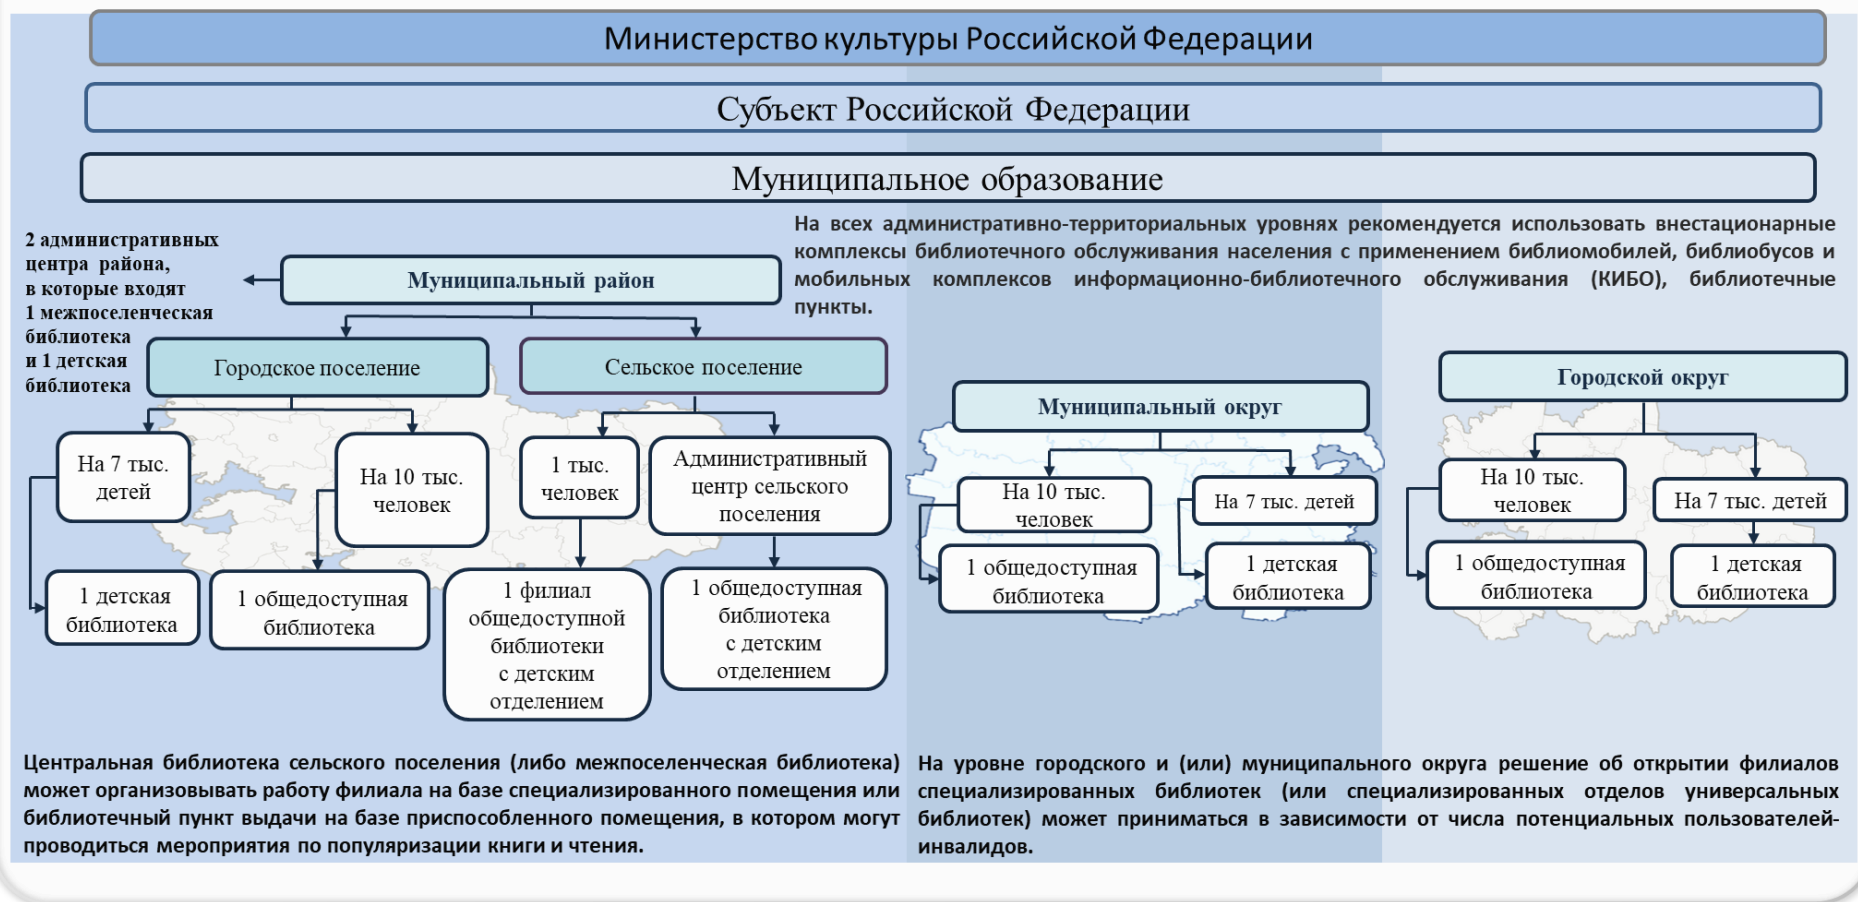 Министерство культуры Российской Федерации
Субъект Российской Федерации
Муниципальное образование
2 административных
центра района,
в которые входят
1 межпоселенческая
библиотека
и 1 детская
библиотека
Муниципальный район
На всех административно-территориальных уровнях рекомендуется использовать внестационарные
комплексы библиотечного обслуживания населения с применением библиомобилей, библиобусов и
мобильных комплексов информационно-библиотечного обслуживания (КИБО), библиотечные
пункты.
Городское поселение
Сельское поселение
Муниципальный округ
Городской округ
На 7 тыс.
детей
На 10 тыс.
человек
1 тыс.
человек
Административный
центр сельского
поселения
На 10 тыс.
человек
На 7 тыс. детей
На 10 тыс.
человек
На 7 тыс. детей
1 детская
библиотека
1 общедоступная
библиотека
1 филиал
общедоступной
библиотеки
с детским
отделением
1 общедоступная
библиотека
с детским
отделением
1 общедоступная
библиотека
1 детская
библиотека
1 общедоступная
библиотека
1 детская
библиотека
Центральная библиотека сельского поселения (либо межпоселенческая библиотека)
может организовывать работу филиала на базе специализированного помещения или
библиотечный пункт выдачи на базе приспособленного помещения, в котором могут
проводиться мероприятия по популяризации книги и чтения.
На уровне городского и (или) муниципального округа решение об открытии филиалов
специализированных библиотек (или специализированных отделов универсальных
библиотек) может приниматься в зависимости от числа потенциальных пользователей-
инвалидов.